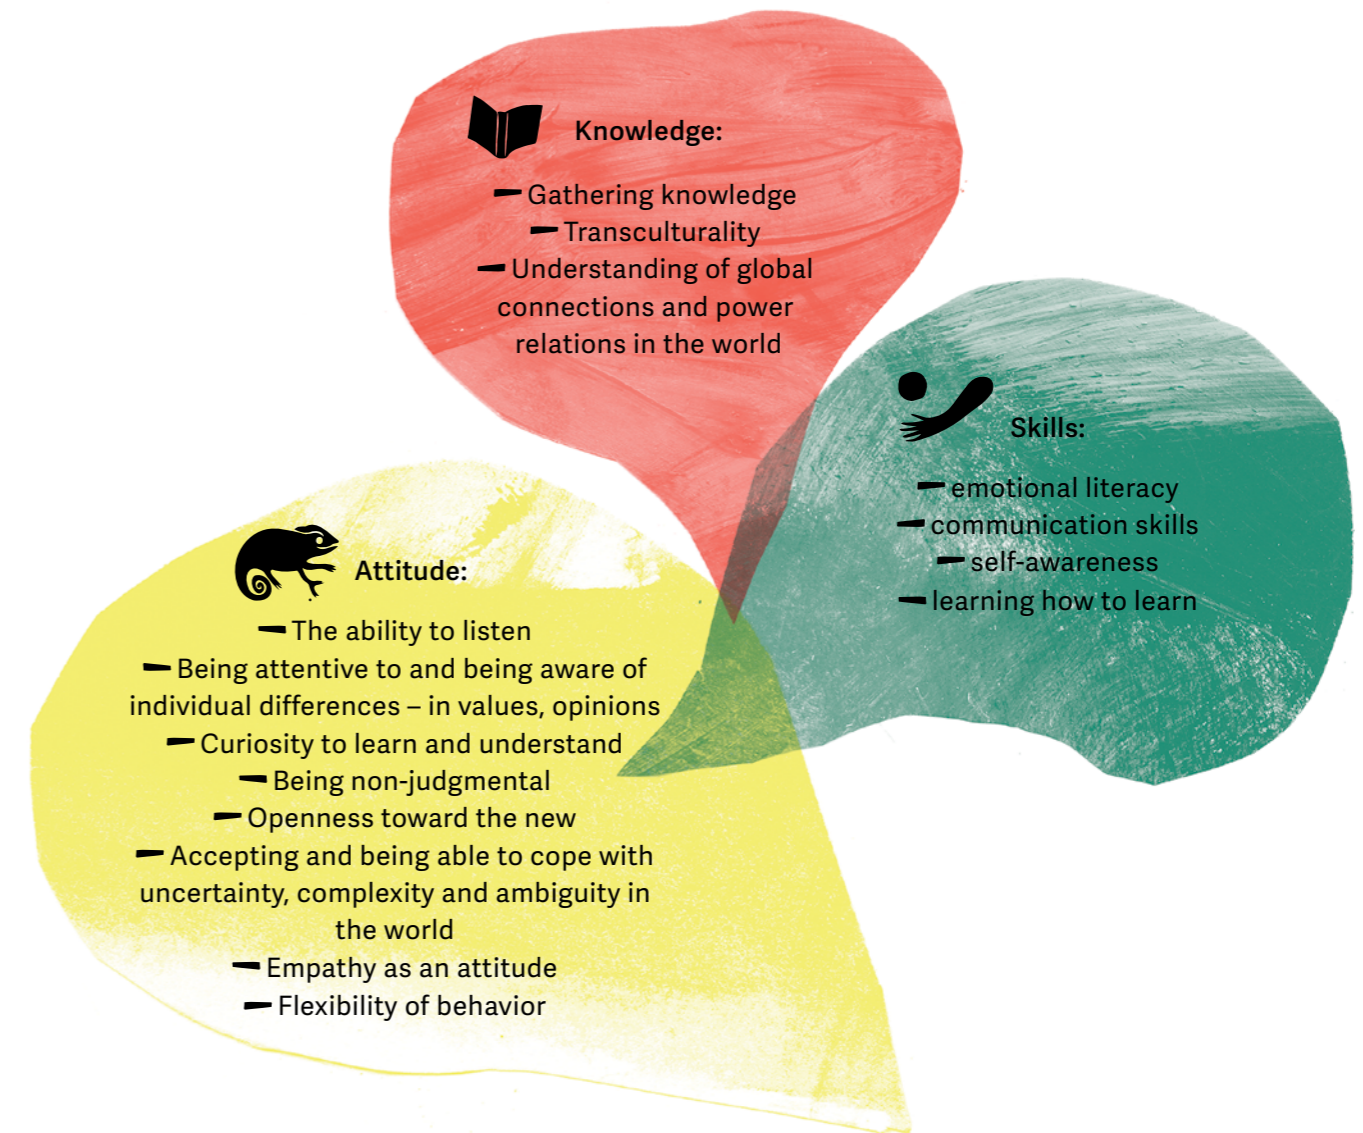 Knowledge:
– Gathering knowledge
– Transculturality
– Understanding of global
connections and power
relations in the world
Skills:
– emotional literacy
– communication skills
– self-awareness
– learning how to learn
Attitude:
– The ability to listen
– Being attentive to and being aware of
individual differences – in values, opinions
– Curiosity to learn and understand
– Being non-judgmental
– Openness toward the new
– Accepting and being able to cope with
uncertainty, complexity and ambiguity in
the world
– Empathy as an attitude
– Flexibility of behavior